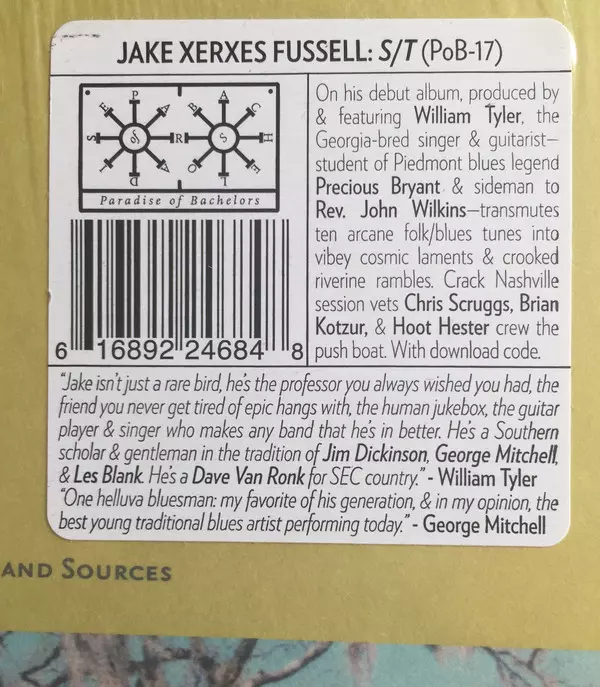 JAKE XERXES FUSSELL: S/T (PoB-17)
Paradise of Bachelors
6 16892 24684 8
On his debut album, produced by
& featuring William Tyler, the
Georgia-bred singer & guitarist—
student of Piedmont blues legend
Precious Bryant & sideman to
Rev. John Wilkins—transmutes
ten arcane folk/blues tunes into
vibey cosmic laments & crooked
riverine rambles. Crack Nashville
session vets Chris Scruggs, Brian
Kotzur, & Hoot Hester crew the
push boat. With download code.
"Jake isn't just a rare bird, he's the professor you always wished you had, the
friend you never get tired of epic hangs with, the human jukebox, the guitar
player & singer who makes any band that he's in better. He's a Southern
scholar & gentleman in the tradition of Jim Dickinson, George Mitchell,
& Les Blank. He's a Dave Van Ronk for SEC country." - William Tyler
"One helluva bluesman: my favorite of his generation, & in my opinion, the
best young traditional blues artist performing today." - George Mitchell
AND SOURCES